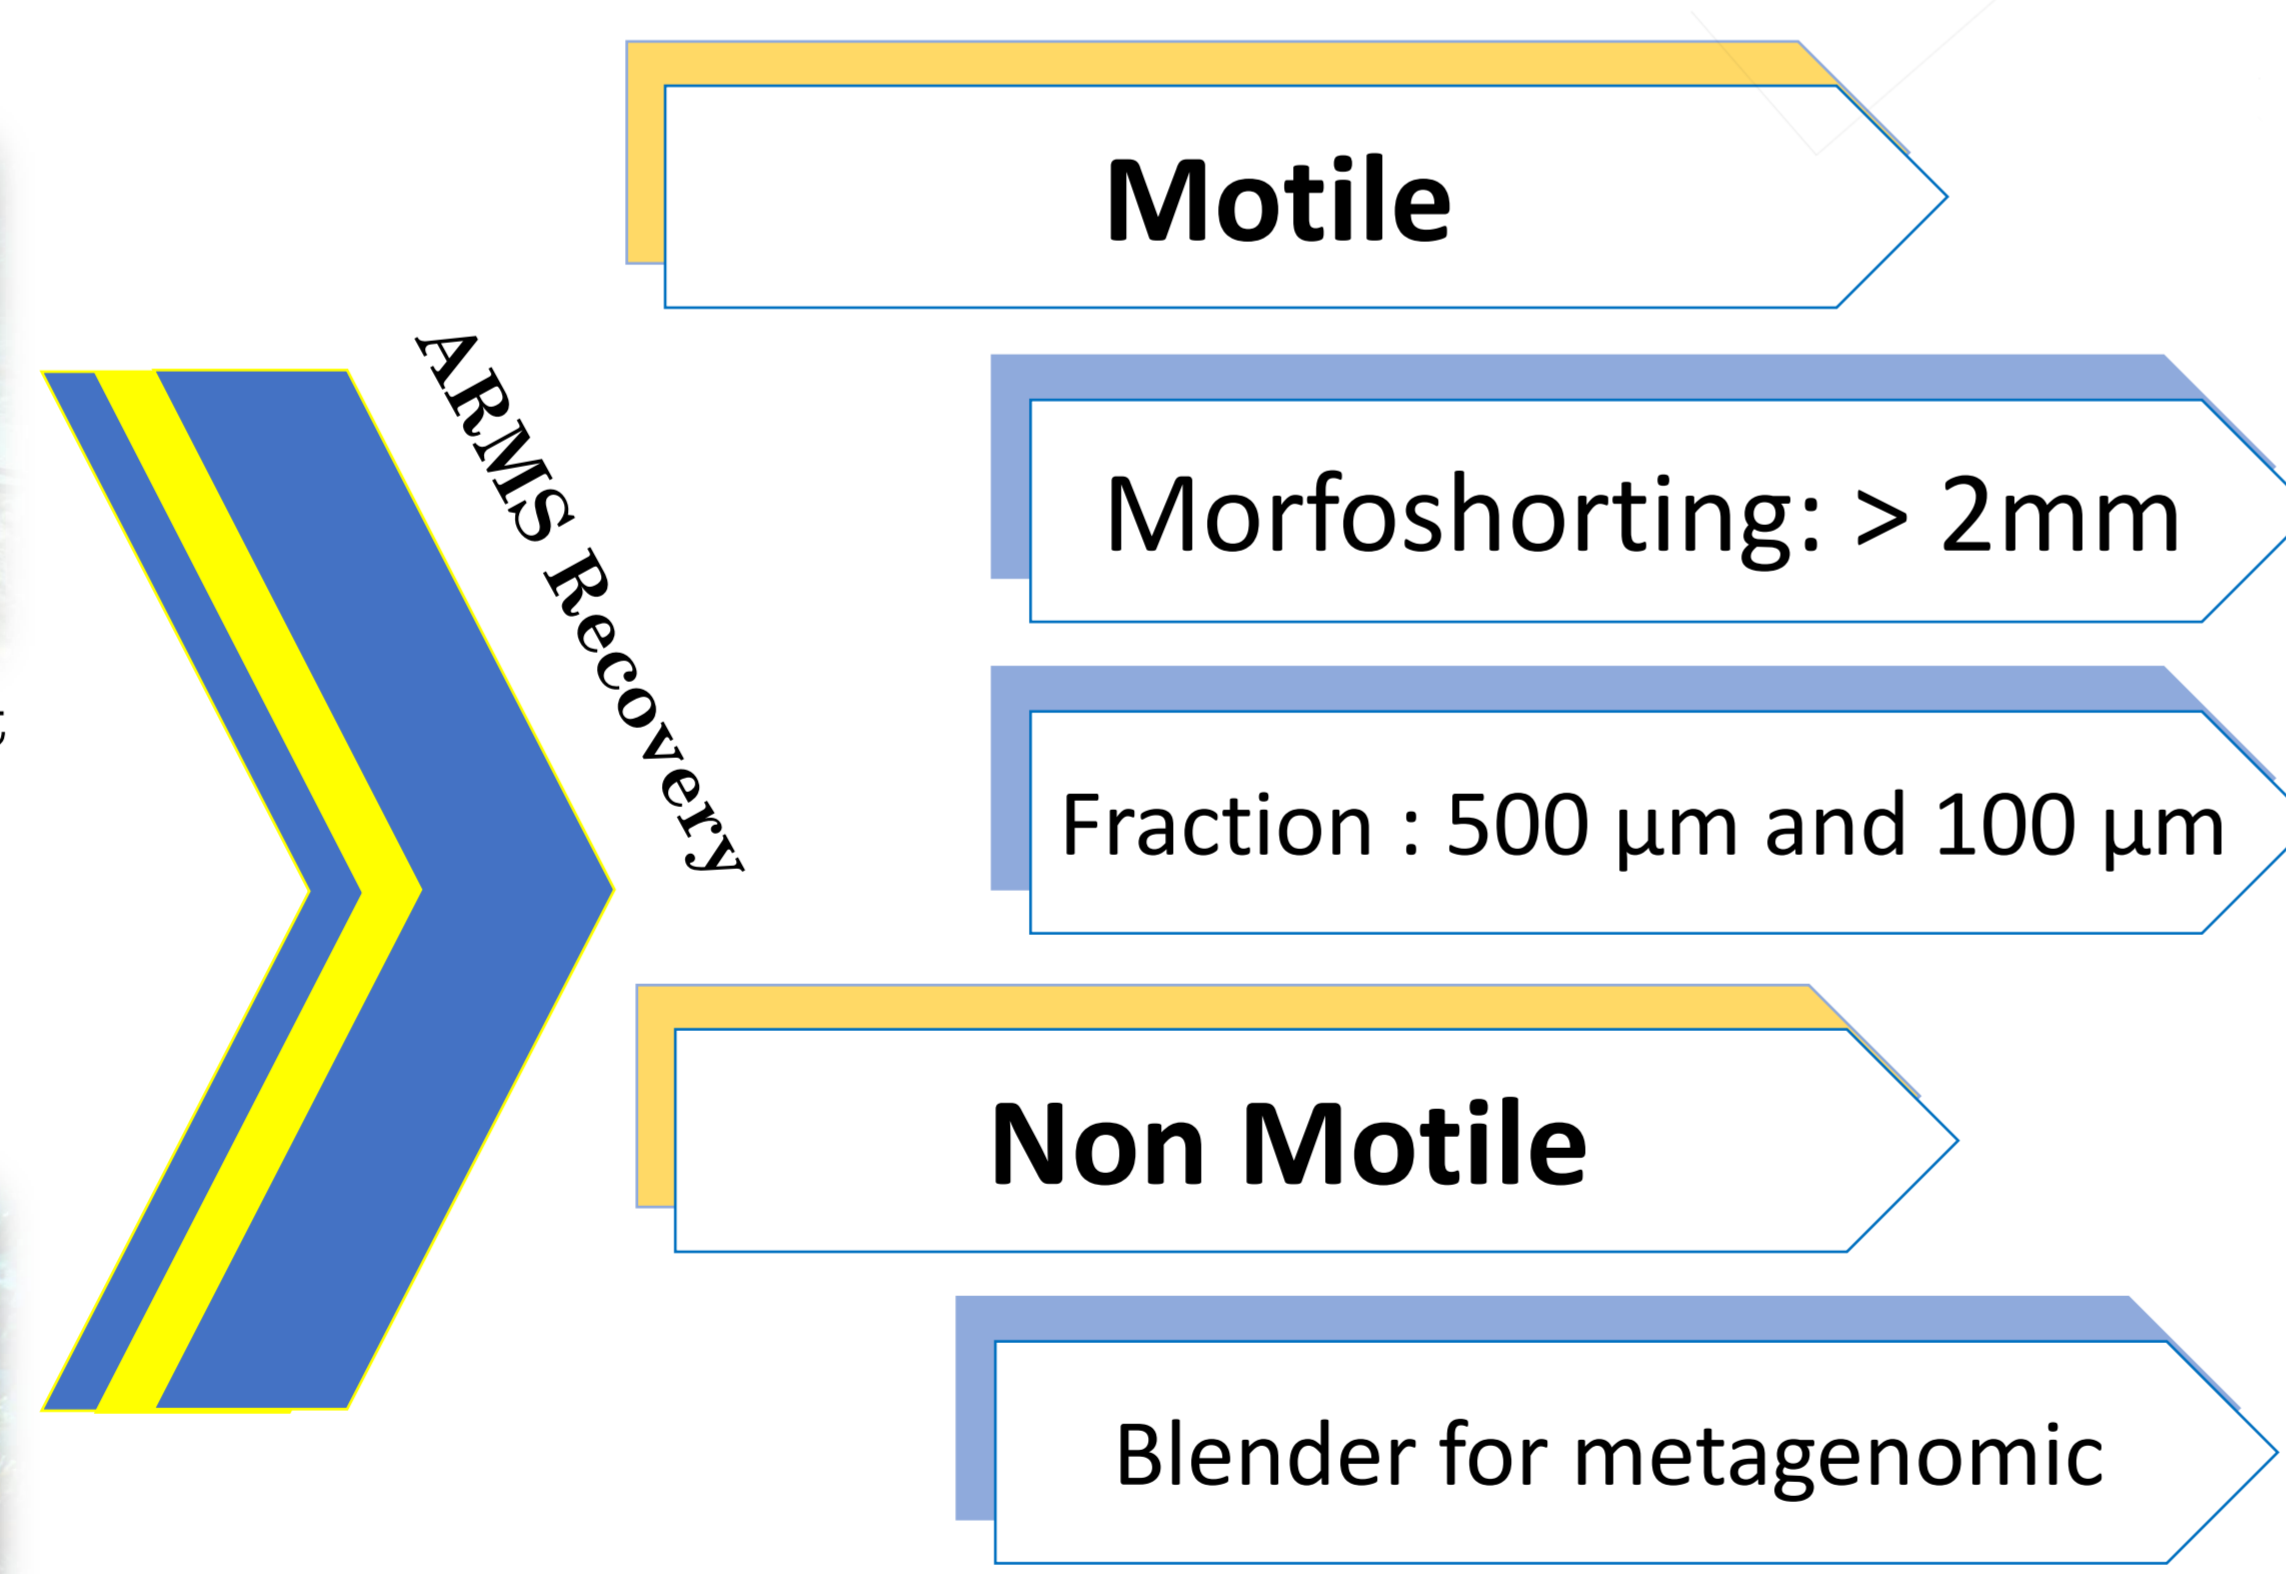 ARMS Recovery
Motile
Morfoshorting: > 2mm
Fraction : 500 µm and 100 µm
Non Motile
Blender for metagenomic